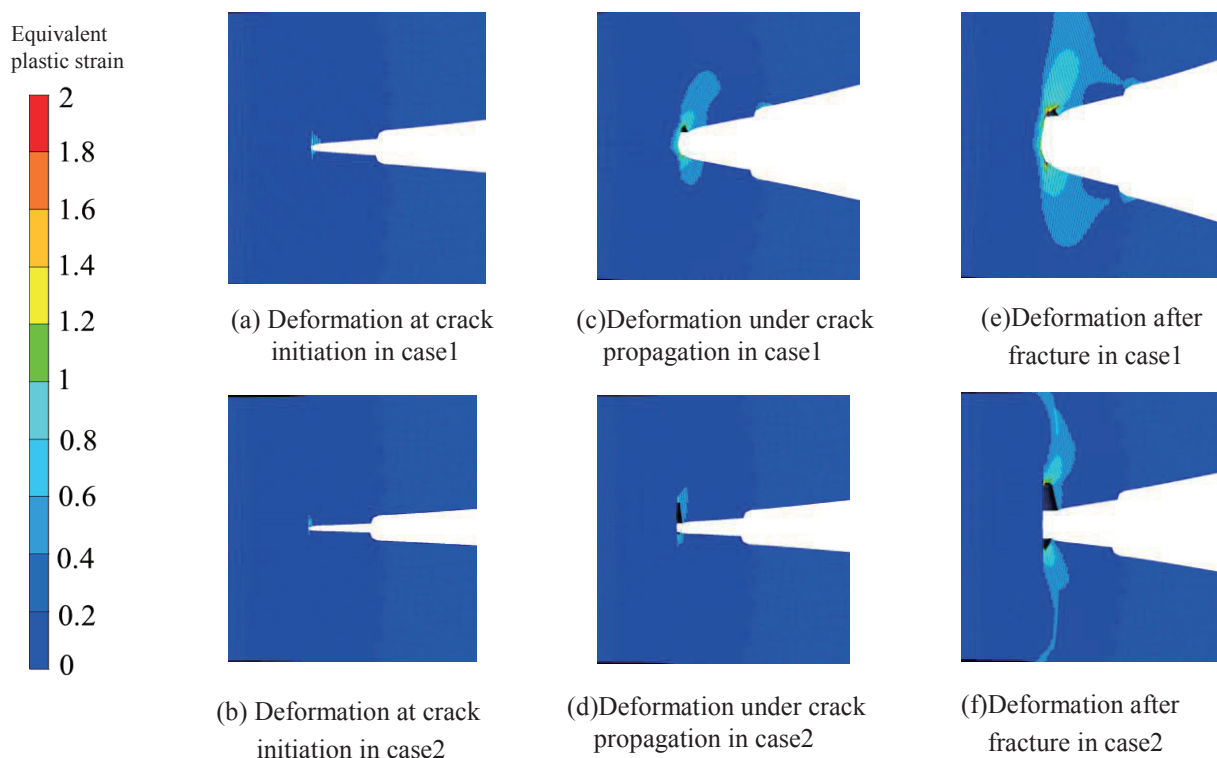 Equivalent
plastic strain
2
1.8
1.6
1.4
1.2
1
0.8
0.6
0.4
0.2
0
(a) Deformation at crack
initiation in case1
(c)Deformation under crack
propagation in case1
(e)Deformation after
fracture in case1
(b) Deformation at crack
initiation in case2
(d)Deformation under crack
propagation in case2
(f)Deformation after
fracture in case2